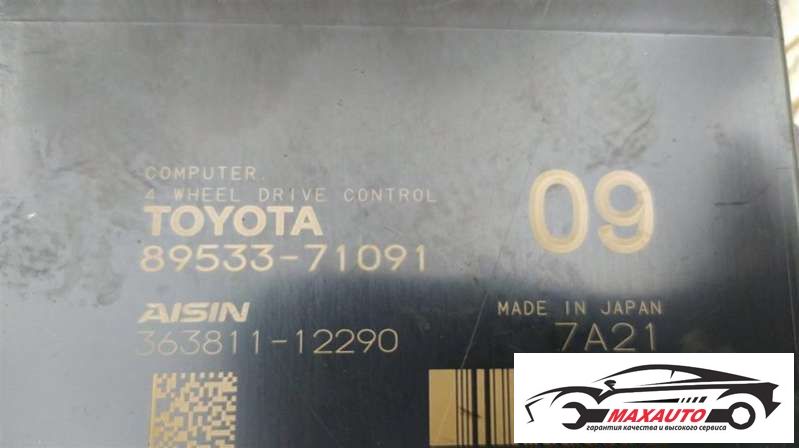 COMPUTER.
4 WHEEL DRIVE CONTROL
TOYOTA
89533-71091
09
AISIN
363811-12290
MADE IN JAPAN
7A21
MAXAUTO
гарантия качества и высокого сервиса